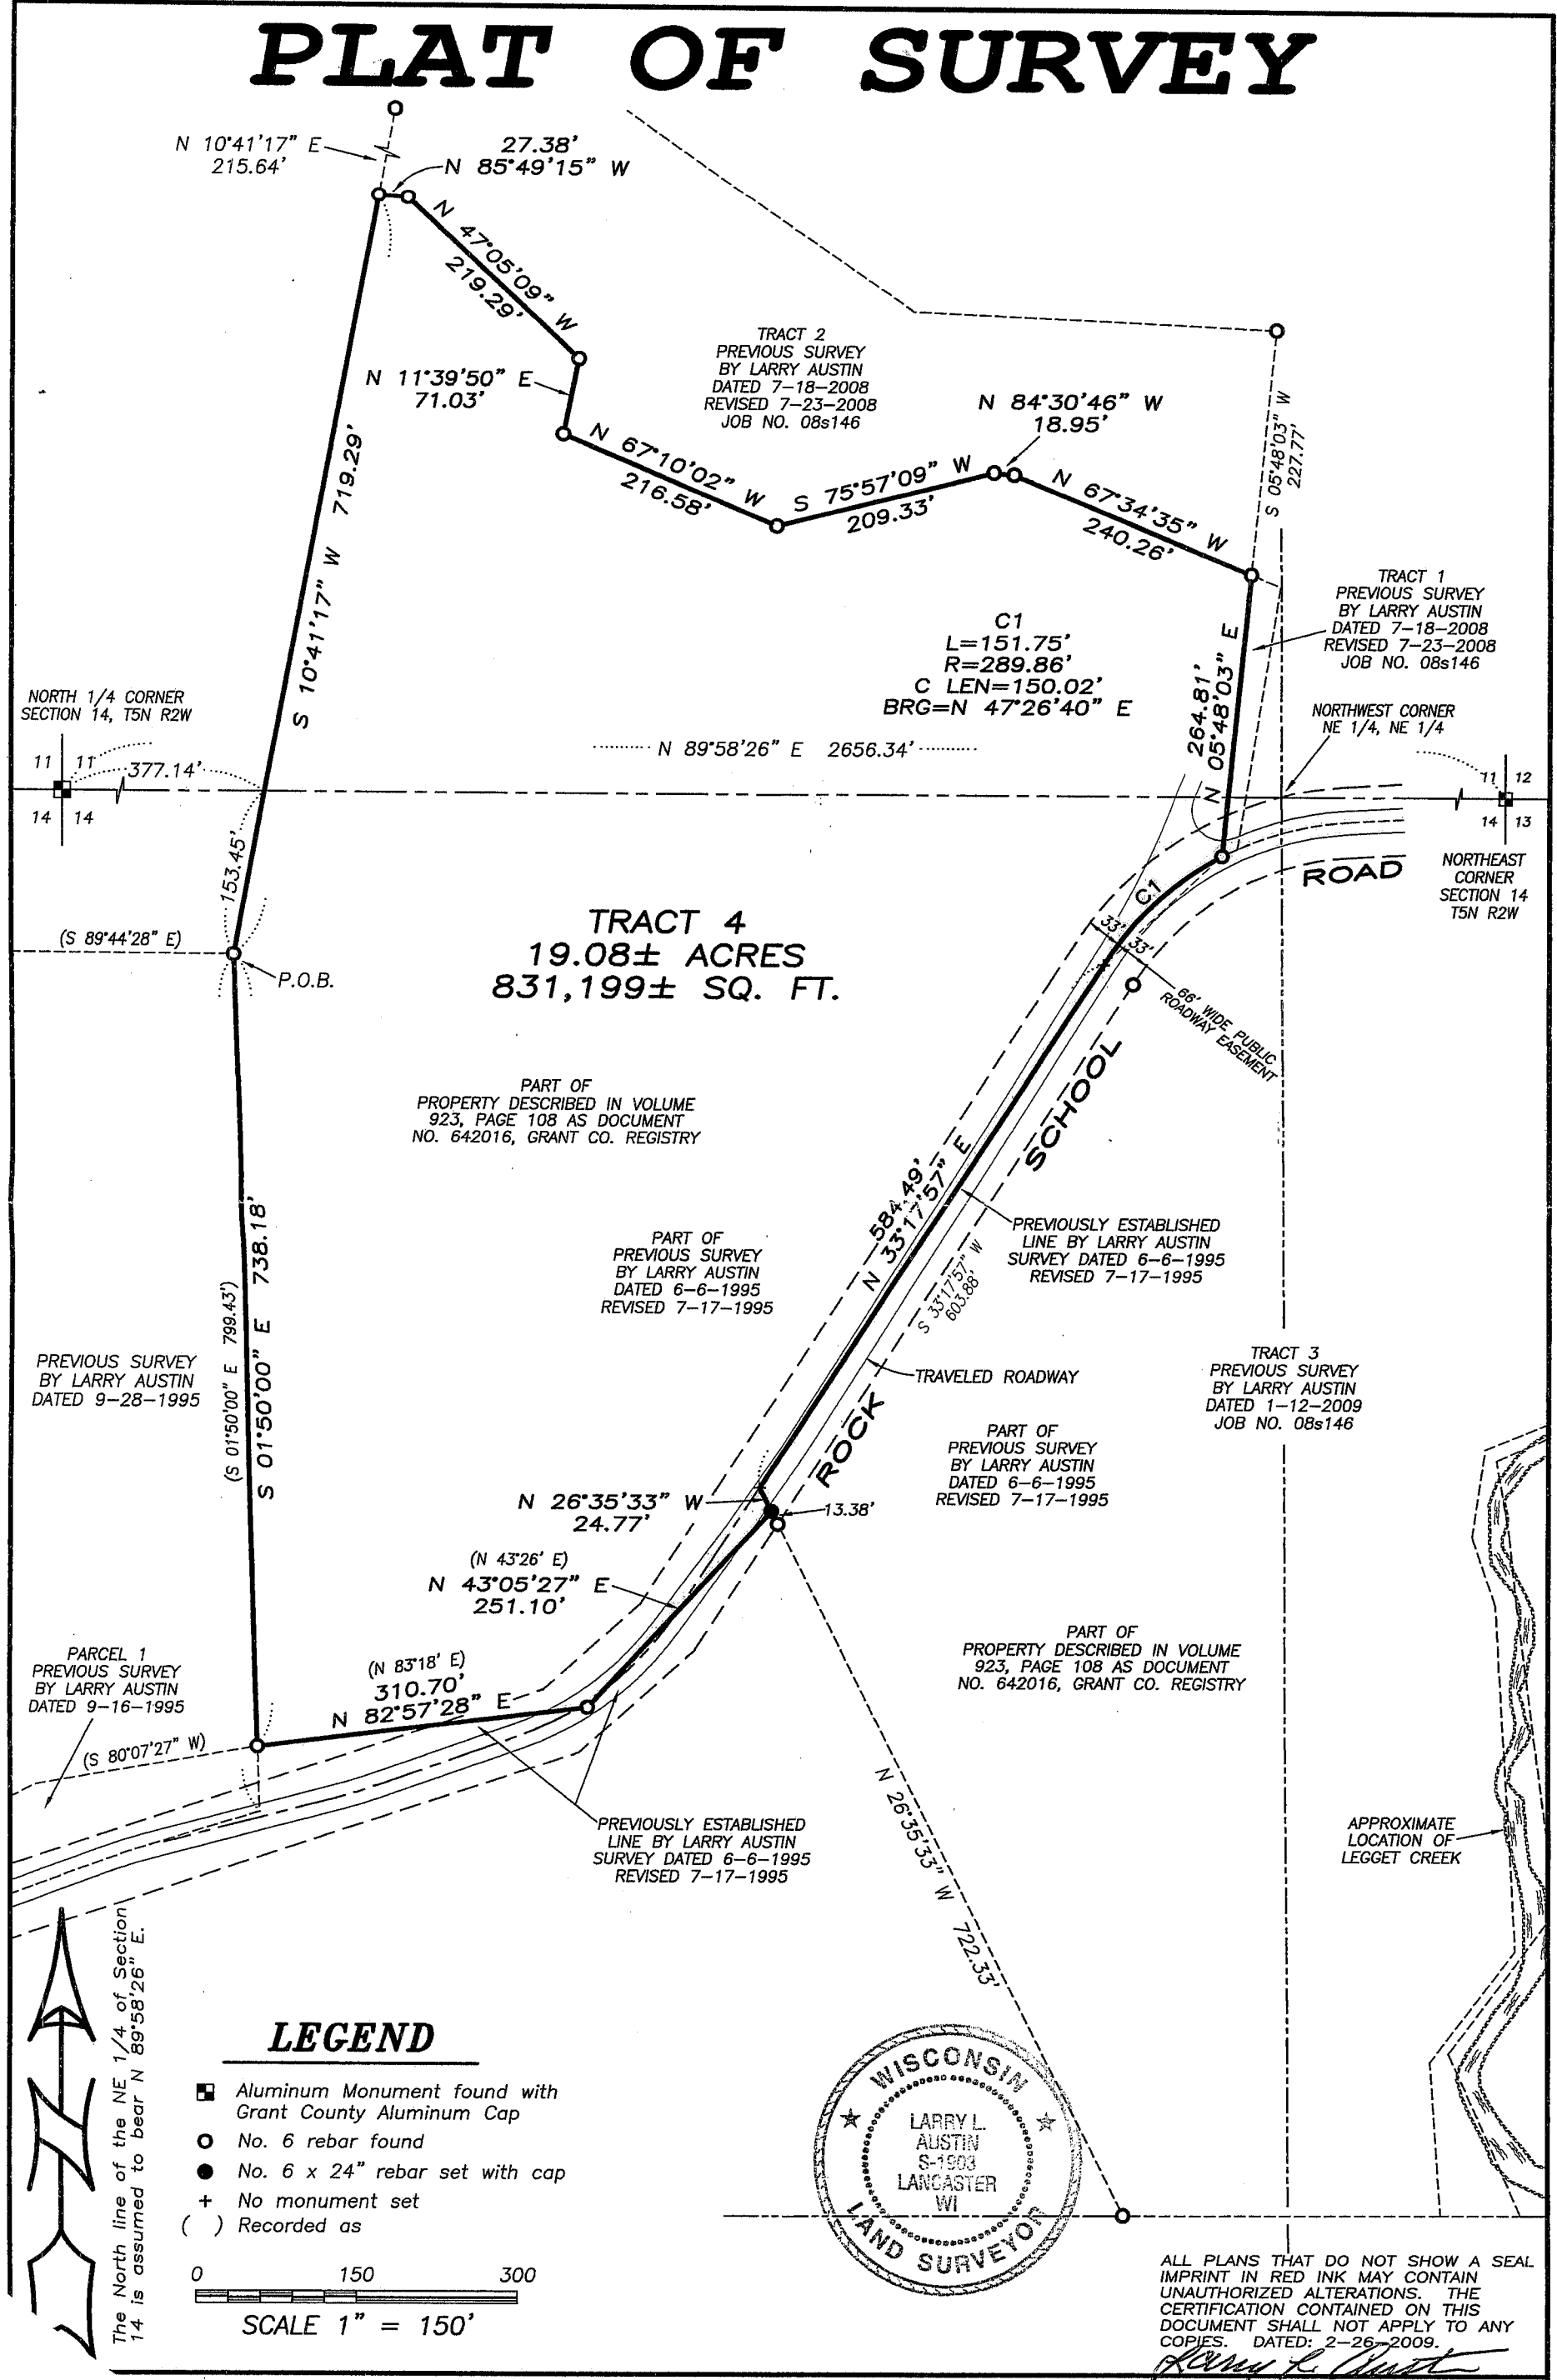 PLAT OF SURVEY
N 10°41'17" E
215.64'
27.38'
N 85°49'15" W
N 47°05'09" W
219.29'
N 11°39'50" E
71.03'
TRACT 2
PREVIOUS SURVEY
BY LARRY AUSTIN
DATED 7-18-2008
REVISED 7-23-2008
JOB NO. 08s146
N 67°10'02" W
216.58'
S 75°57'09" W
209.33'
N 84°30'46" W
18.95'
N 67°34'35" W
240.26'
S 05°48'03" W
227.77'
S 10°41'17" W 719.29'
TRACT 1
PREVIOUS SURVEY
BY LARRY AUSTIN
DATED 7-18-2008
REVISED 7-23-2008
JOB NO. 08s146
C1
L=151.75'
R=289.86'
C LEN=150.02'
BRG=N 47°26'40" E
264.81'
N 05°48'03" E
NORTH 1/4 CORNER
SECTION 14, T5N R2W
NORTHWEST CORNER
NE 1/4, NE 1/4
N 89°58'26" E 2656.34'
11 11
377.14'
14 14
11 12
14 13
NORTHEAST
CORNER
SECTION 14
T5N R2W
153.45'
(S 89°44'28" E)
P.O.B.
TRACT 4
19.08± ACRES
831,199± SQ. FT.
C1
33' 33'
66' WIDE PUBLIC
ROADWAY EASEMENT
ROCK SCHOOL ROAD
PART OF
PROPERTY DESCRIBED IN VOLUME
923, PAGE 108 AS DOCUMENT
NO. 642016, GRANT CO. REGISTRY
584.49'
N 33°17'57" E
S 33°17'57" W
603.88'
PREVIOUSLY ESTABLISHED
LINE BY LARRY AUSTIN
SURVEY DATED 6-6-1995
REVISED 7-17-1995
PART OF
PREVIOUS SURVEY
BY LARRY AUSTIN
DATED 6-6-1995
REVISED 7-17-1995
(S 01°50'00" E 799.43')
S 01°50'00" E 738.18'
PREVIOUS SURVEY
BY LARRY AUSTIN
DATED 9-28-1995
TRAVELED ROADWAY
TRACT 3
PREVIOUS SURVEY
BY LARRY AUSTIN
DATED 1-12-2009
JOB NO. 08s146
PART OF
PREVIOUS SURVEY
BY LARRY AUSTIN
DATED 6-6-1995
REVISED 7-17-1995
N 26°35'33" W
24.77'
13.38'
(N 43°26' E)
N 43°05'27" E
251.10'
PARCEL 1
PREVIOUS SURVEY
BY LARRY AUSTIN
DATED 9-16-1995
(N 83°18' E)
310.70'
N 82°57'28" E
(S 80°07'27" W)
PART OF
PROPERTY DESCRIBED IN VOLUME
923, PAGE 108 AS DOCUMENT
NO. 642016, GRANT CO. REGISTRY
PREVIOUSLY ESTABLISHED
LINE BY LARRY AUSTIN
SURVEY DATED 6-6-1995
REVISED 7-17-1995
N 26°35'33" W 722.33'
APPROXIMATE
LOCATION OF
LEGGET CREEK
N
The North line of the NE 1/4 of Section
14 is assumed to bear N 89°58'26" E.
LEGEND
Aluminum Monument found with
Grant County Aluminum Cap
No. 6 rebar found
No. 6 x 24" rebar set with cap
+ No monument set
( ) Recorded as
0 150 300
SCALE 1" = 150'
WISCONSIN
LARRY L.
AUSTIN
S-1903
LANCASTER
WI
LAND SURVEYOR
ALL PLANS THAT DO NOT SHOW A SEAL
IMPRINT IN RED INK MAY CONTAIN
UNAUTHORIZED ALTERATIONS. THE
CERTIFICATION CONTAINED ON THIS
DOCUMENT SHALL NOT APPLY TO ANY
COPIES. DATED: 2-26-2009.
Larry L. Austin